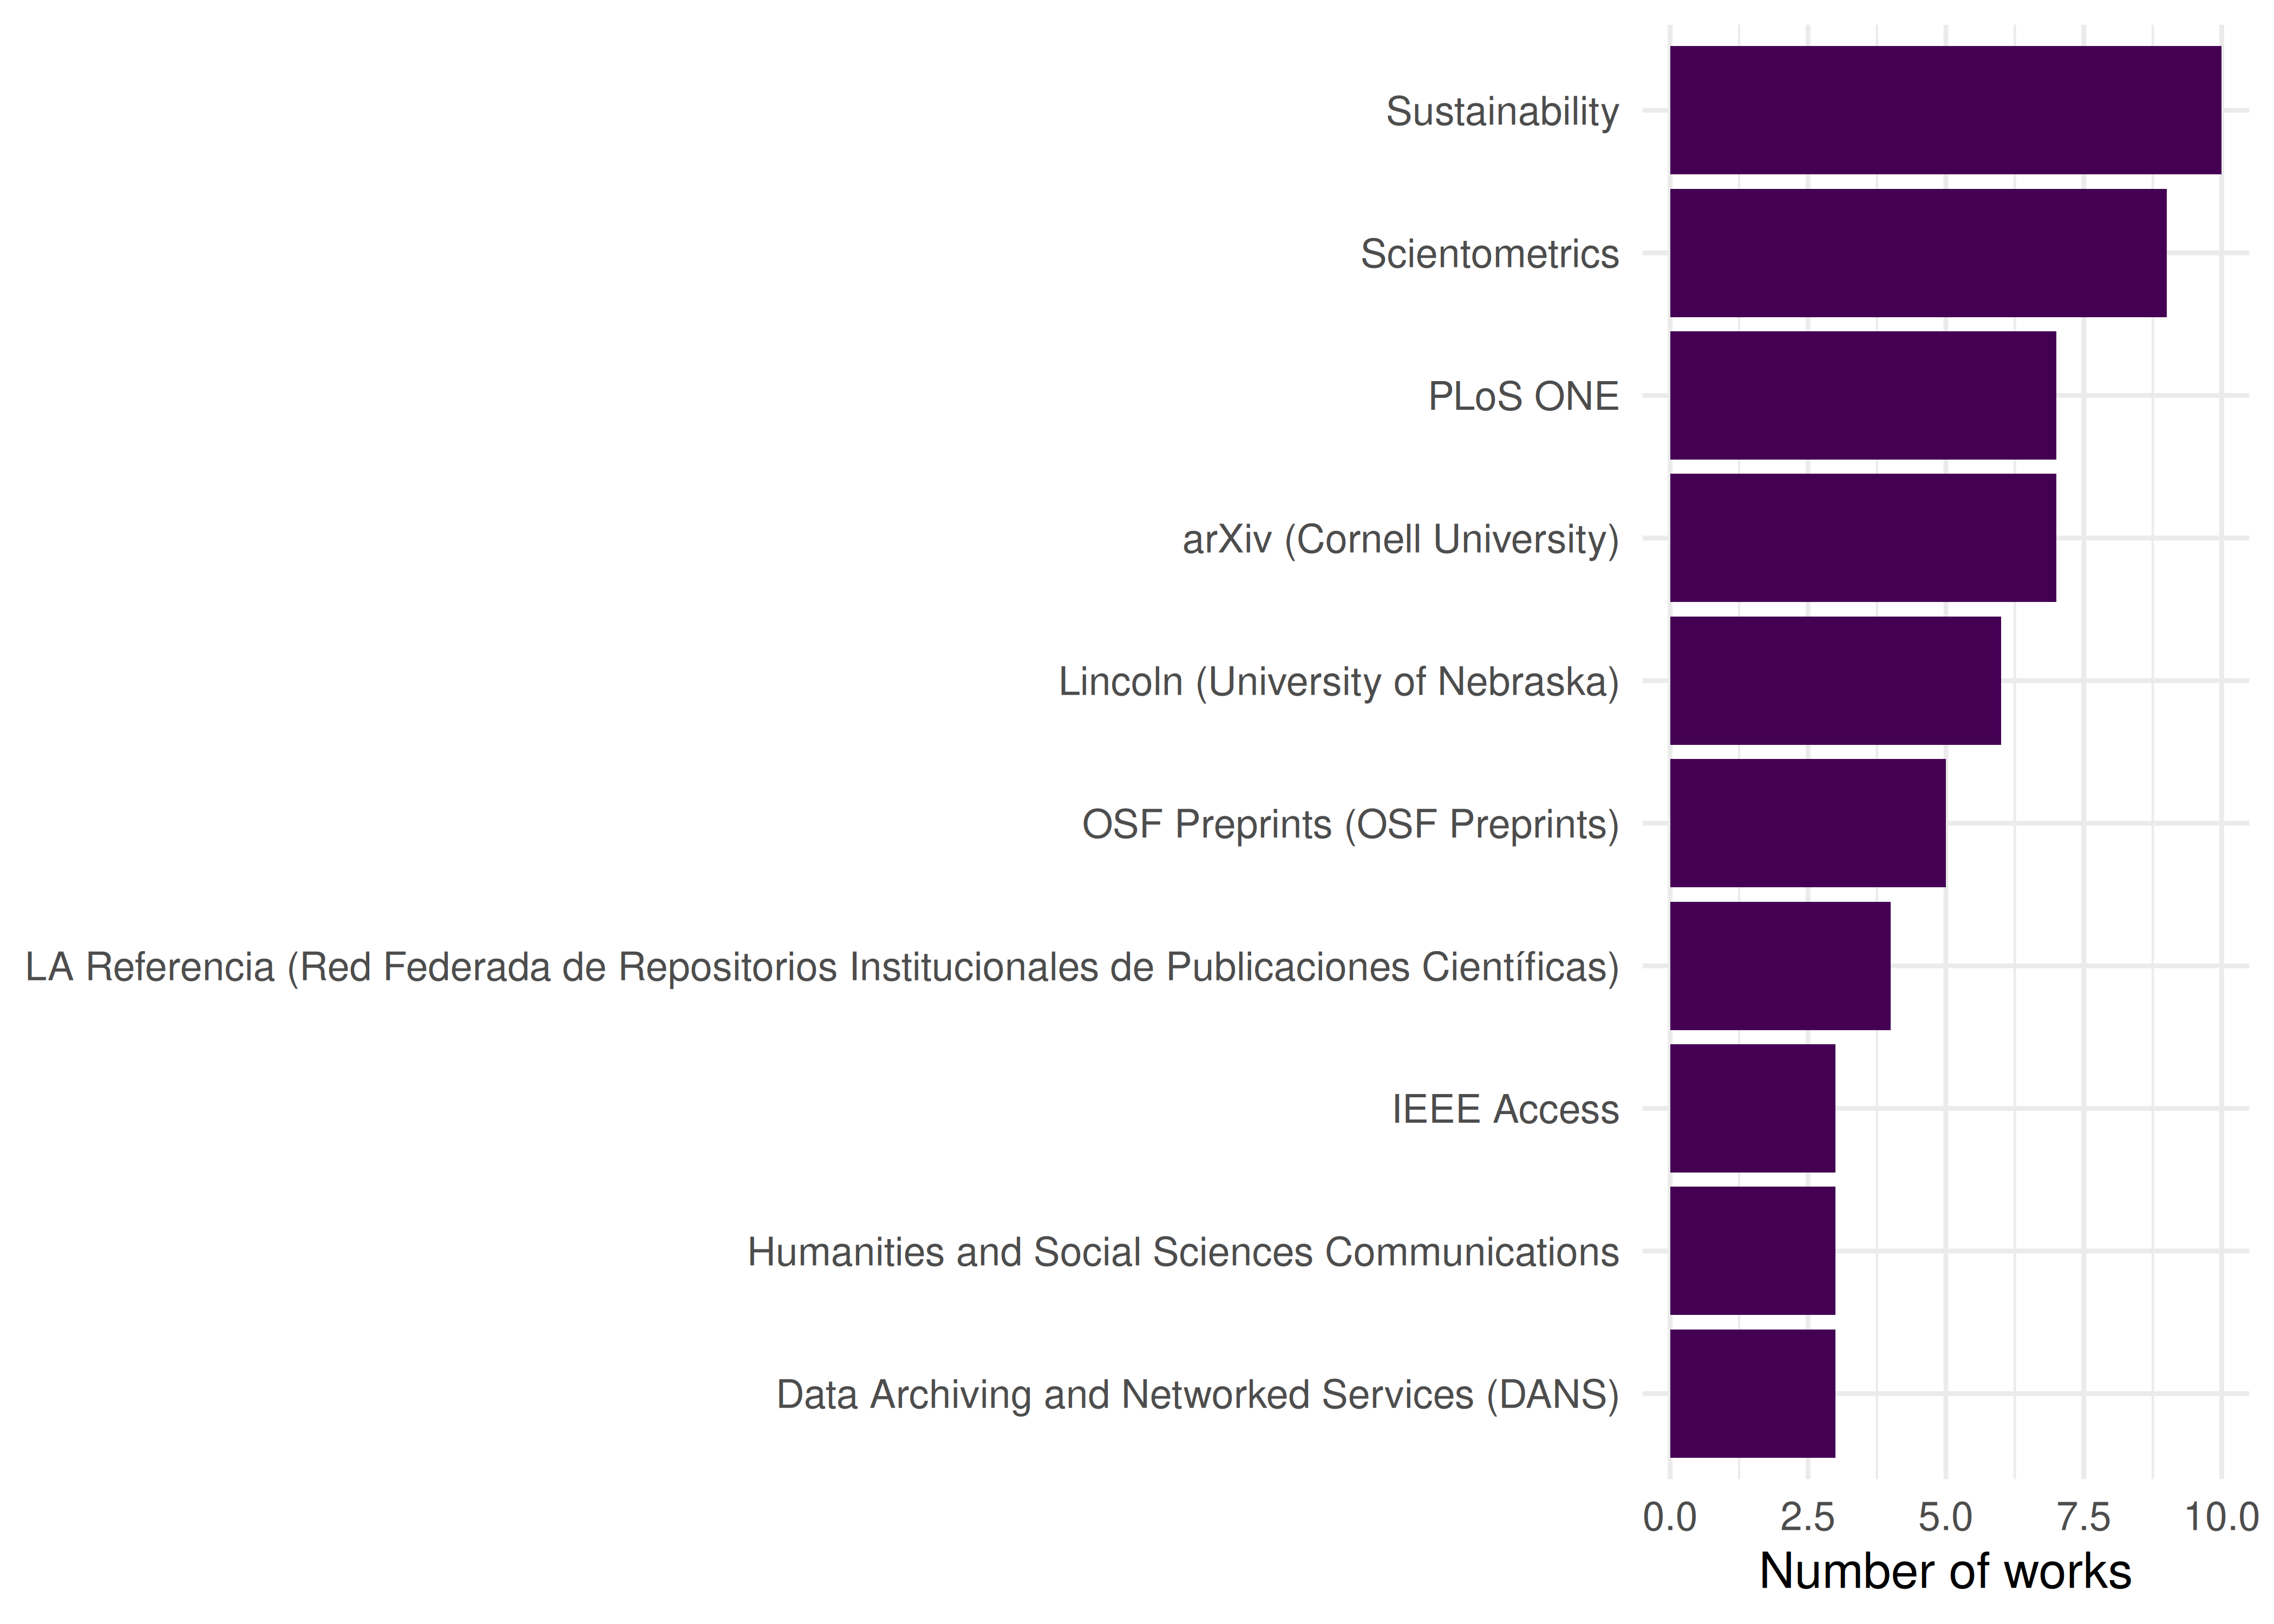 Sustainability
Scientometrics
PLoS ONE
arXiv (Cornell University)
Lincoln (University of Nebraska)
OSF Preprints (OSF Preprints)
LA Referencia (Red Federada de Repositorios Institucionales de Publicaciones Científicas)
IEEE Access
Humanities and Social Sciences Communications
Data Archiving and Networked Services (DANS)
0.0 2.5 5.0 7.5 10.0
Number of works